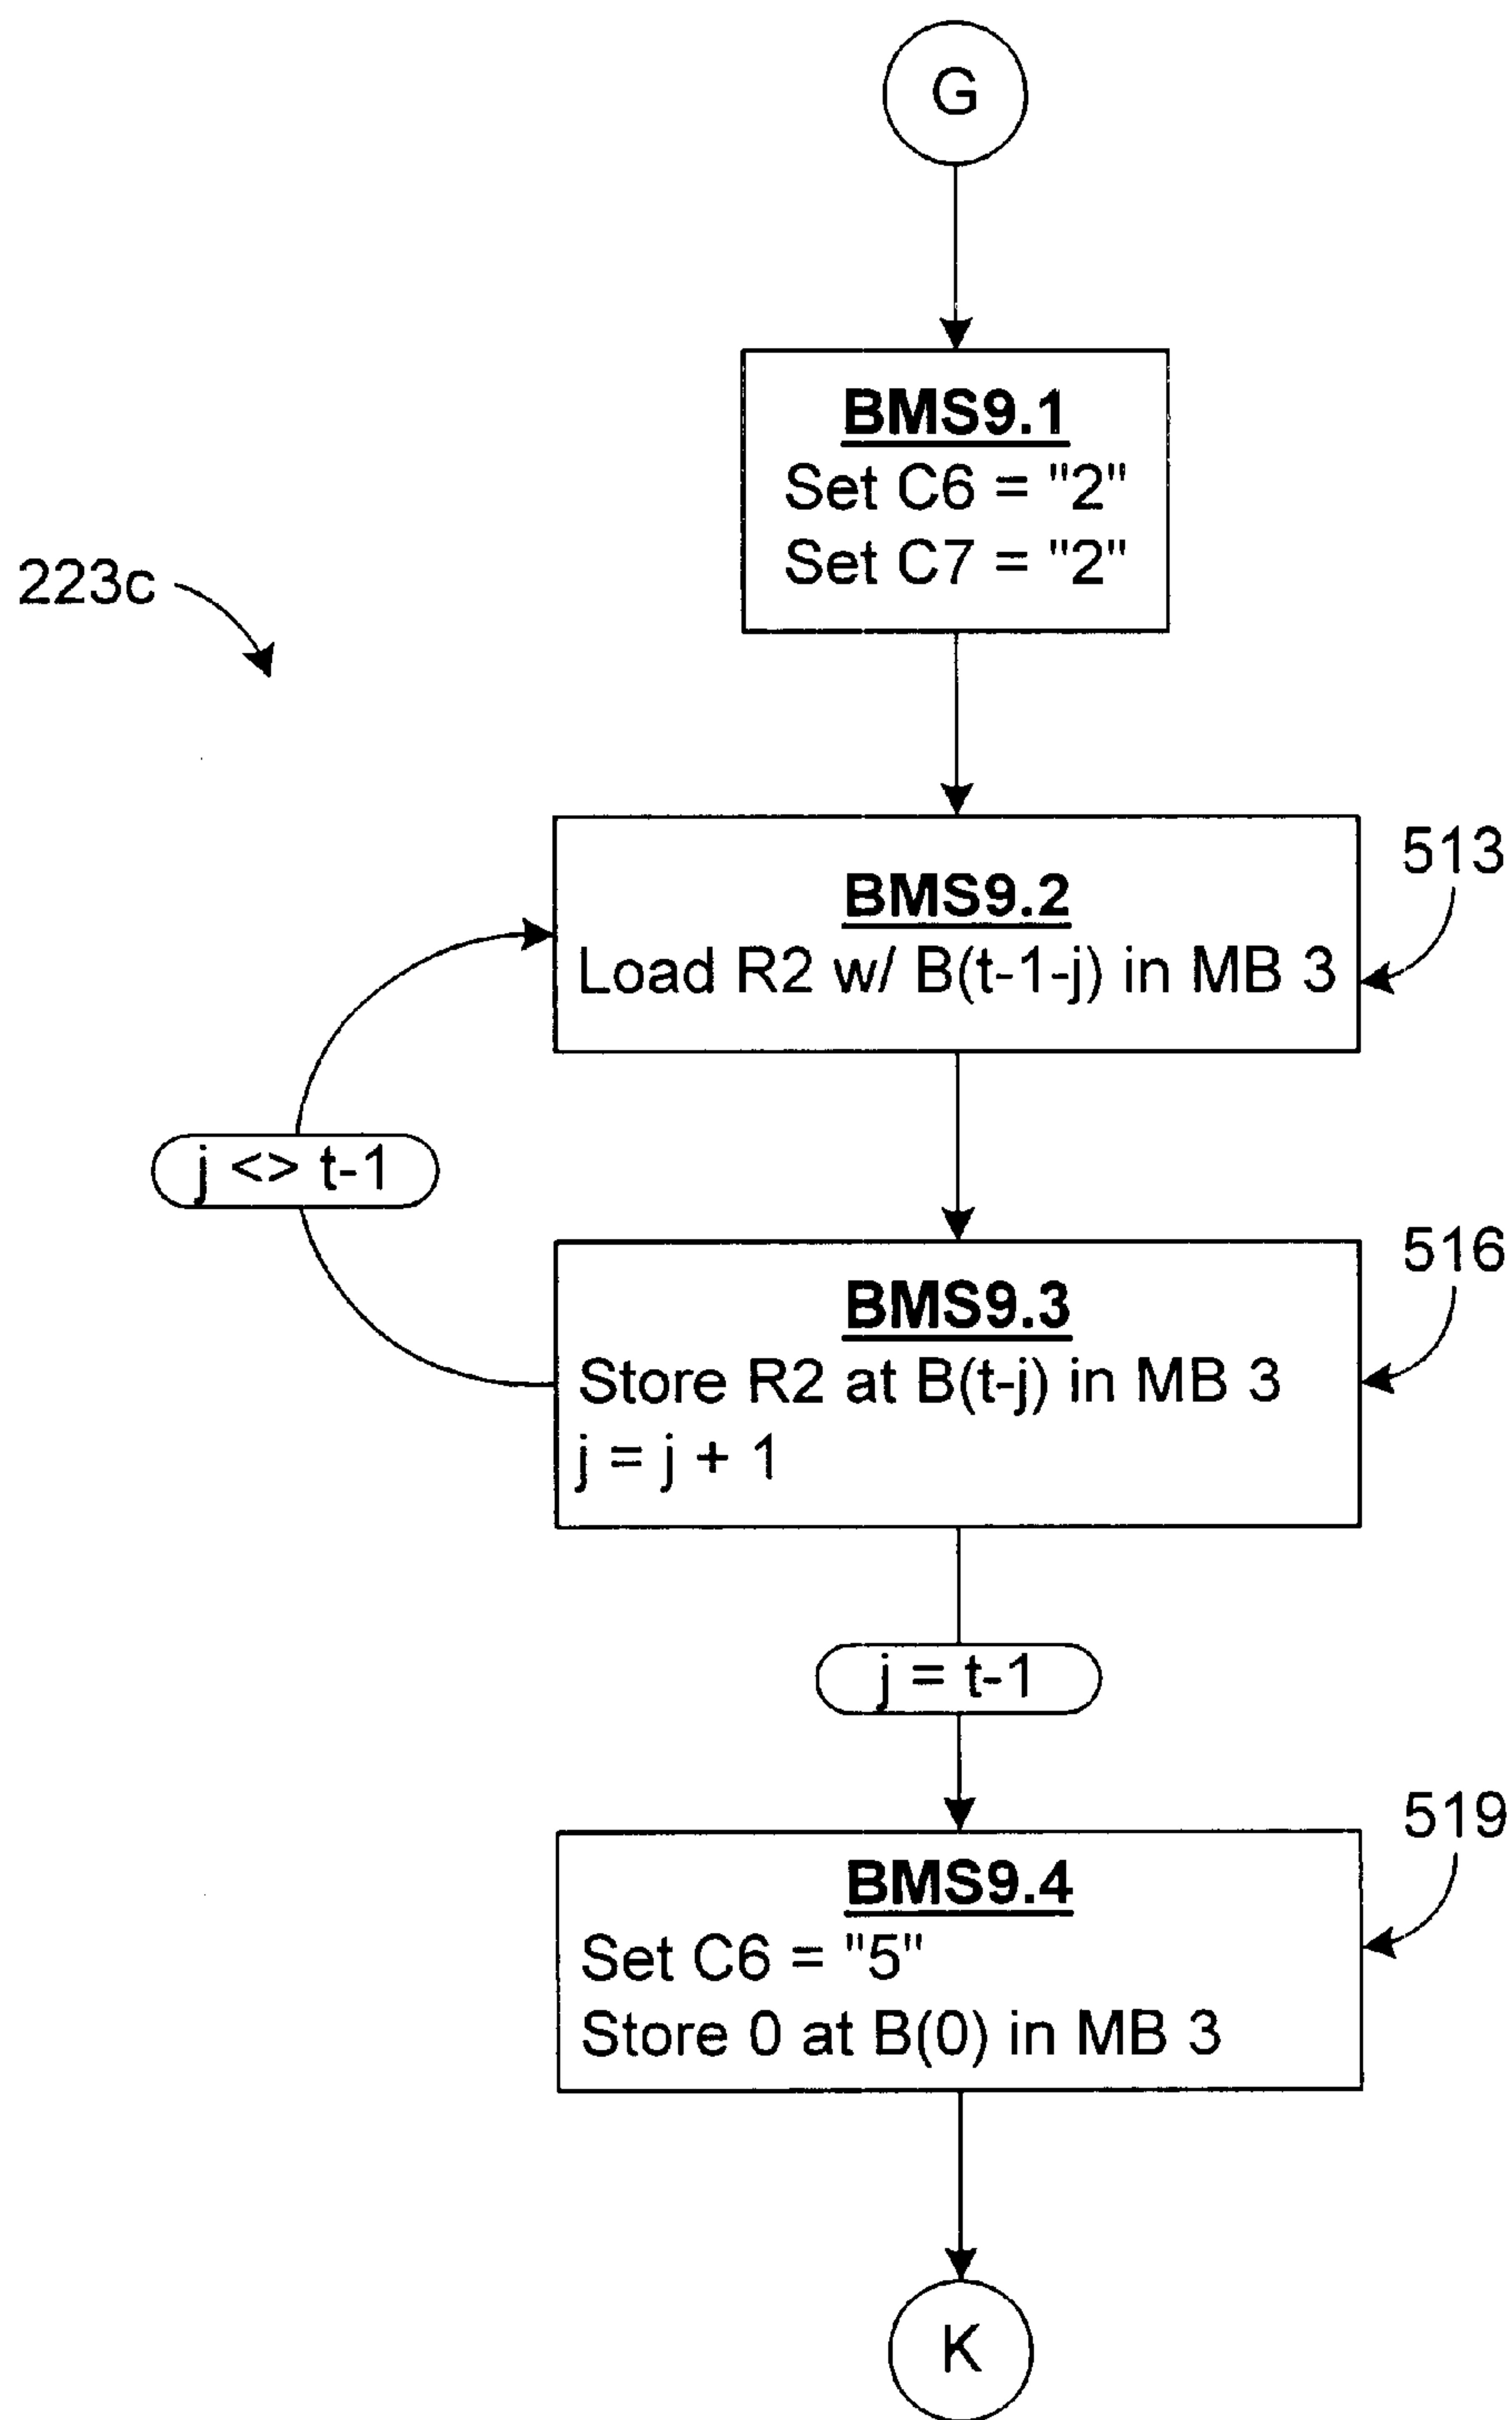 G
BMS9.1
Set C6 = "2"
Set C7 = "2"
223c
513
BMS9.2
Load R2 w/ B(t-1-j) in MB 3
j <> t-1
516
BMS9.3
Store R2 at B(t-j) in MB 3
j = j + 1
j = t-1
519
BMS9.4
Set C6 = "5"
Store 0 at B(0) in MB 3
K